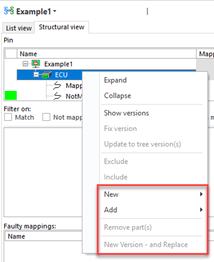 Example1
List view Structural view
Pin
Name Mapp
Example1
ECU
Mapp
NotM
Filter on:
Match Not mapp
Faulty mappings:
Name
Expand
Collapse
Show versions
Fix version
Update to tree version(s)
Exclude
Include
New
Add
Remove part(s)
New Version - and Replace